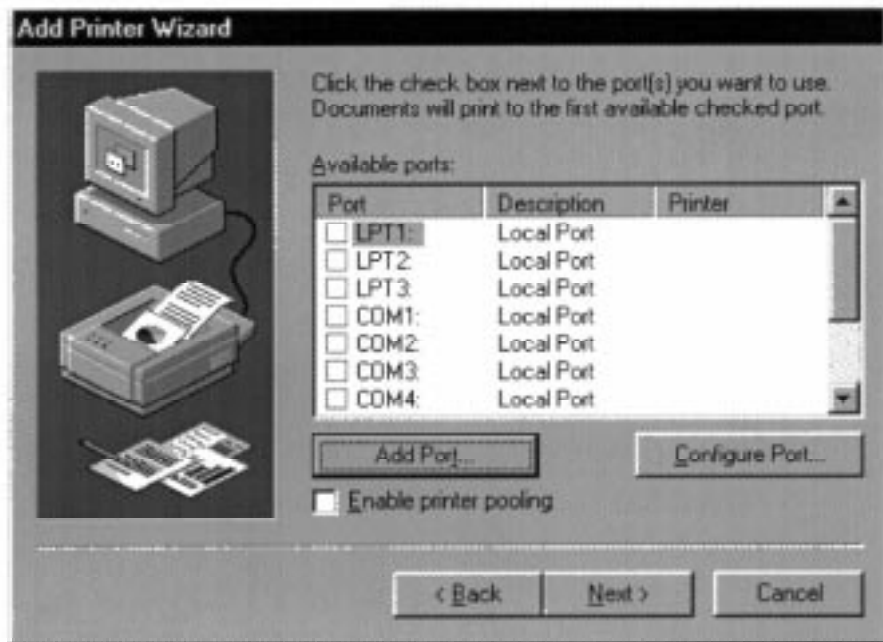 Add Printer Wizard
Click the check box next to the port(s) you want to use.
Documents will print to the first available checked port.
Available ports:
Port Description Printer
LPT1: Local Port
LPT2: Local Port
LPT3: Local Port
COM1: Local Port
COM2: Local Port
COM3: Local Port
COM4: Local Port
Add Port... Configure Port...
Enable printer pooling
< Back Next > Cancel